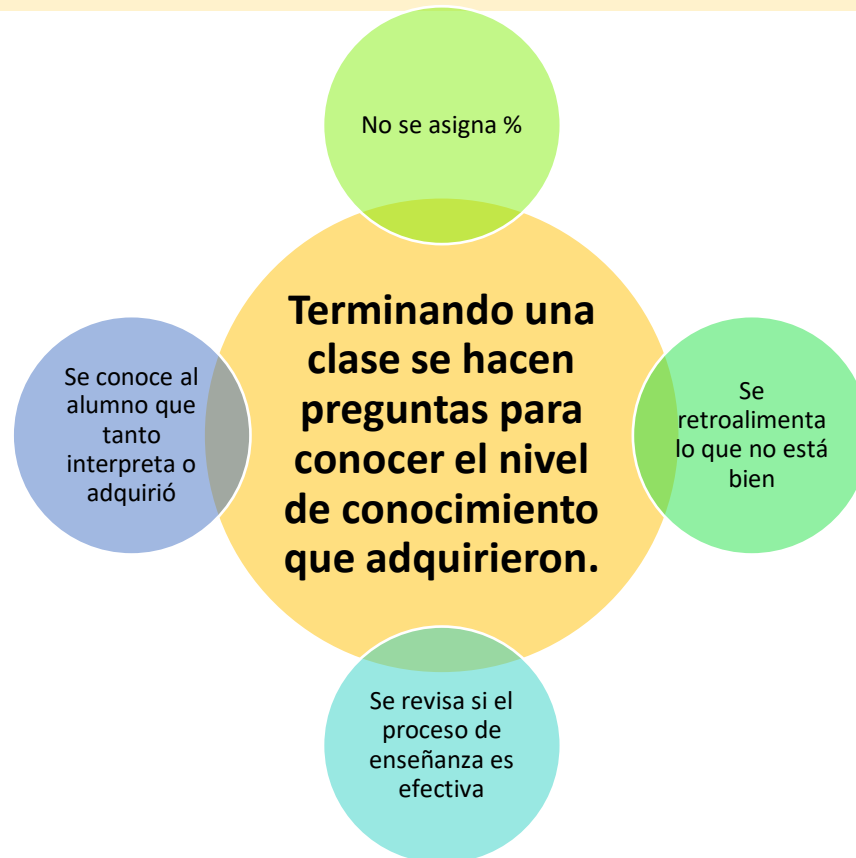 No se asigna %
Terminando una
clase se hacen
preguntas para
conocer el nivel
de conocimiento
que adquirieron.
Se conoce al
alumno que
tanto
interpreta o
adquirió
Se
retroalimenta
lo que no está
bien
Se revisa si el
proceso de
enseñanza es
efectiva